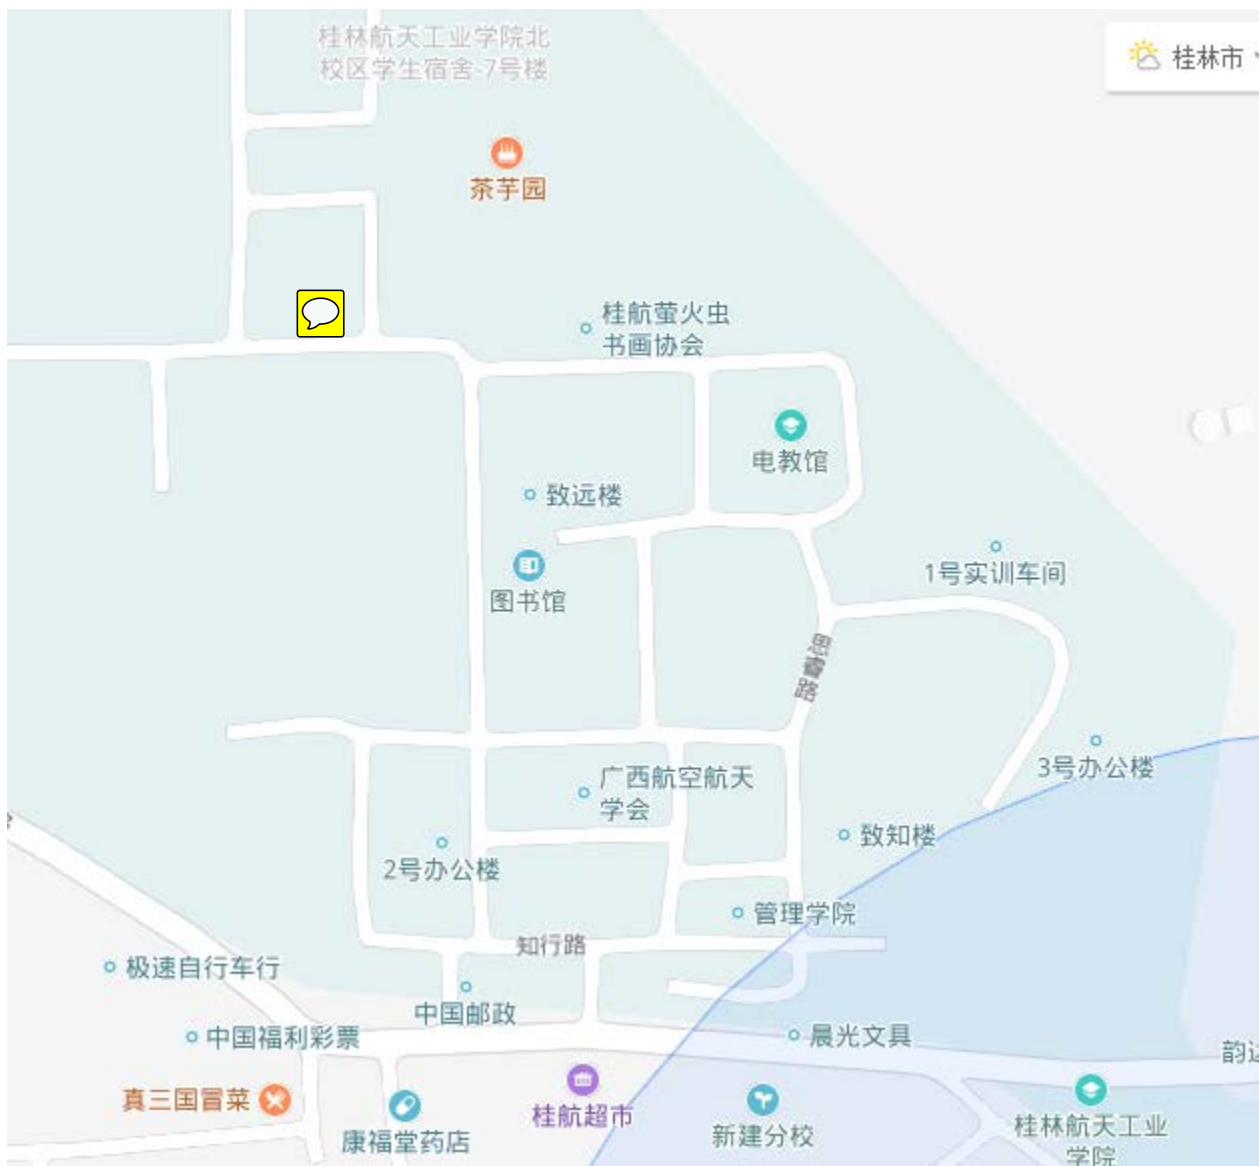 桂林航天工业学院北
校区学生宿舍-7号楼
桂林市
茶芋园
桂航萤火虫
书画协会
电教馆
致远楼
1号实训车间
图书馆
思睿路
3号办公楼
广西航空航天
学会
致知楼
2号办公楼
管理学院
知行路
极速自行车行
中国邮政
中国福利彩票
晨光文具
真三国冒菜
桂航超市
康福堂药店
新建分校
桂林航天工业
学院